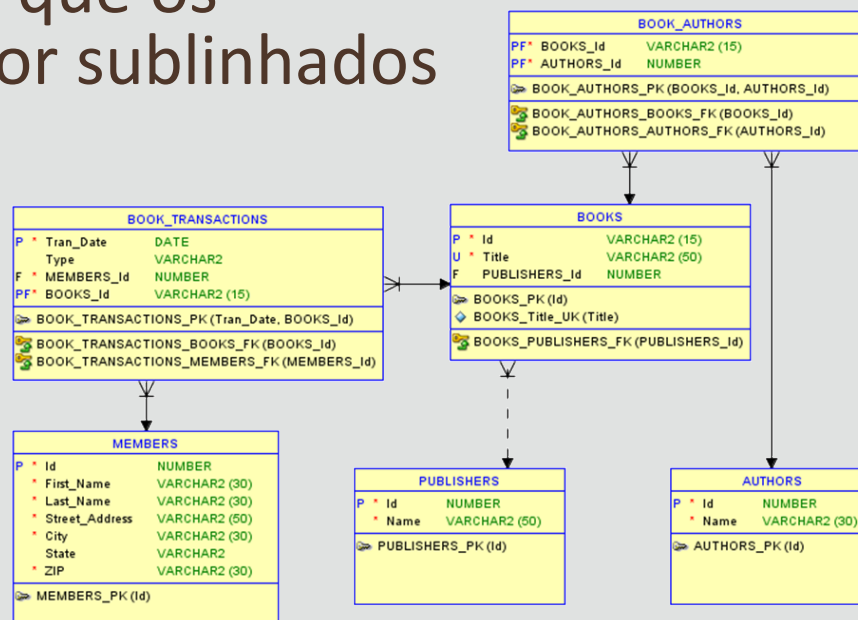 que os
or sublinhados
BOOK_AUTHORS
PF* BOOKS_Id VARCHAR2 (15)
PF* AUTHORS_Id NUMBER
BOOK_AUTHORS_PK (BOOKS_Id, AUTHORS_Id)
BOOK_AUTHORS_BOOKS_FK (BOOKS_Id)
BOOK_AUTHORS_AUTHORS_FK (AUTHORS_Id)
BOOK_TRANSACTIONS
P * Tran_Date DATE
Type VARCHAR2
F * MEMBERS_Id NUMBER
PF* BOOKS_Id VARCHAR2 (15)
BOOK_TRANSACTIONS_PK (Tran_Date, BOOKS_Id)
BOOK_TRANSACTIONS_BOOKS_FK (BOOKS_Id)
BOOK_TRANSACTIONS_MEMBERS_FK (MEMBERS_Id)
BOOKS
P * Id VARCHAR2 (15)
U * Title VARCHAR2 (50)
F PUBLISHERS_Id NUMBER
BOOKS_PK (Id)
BOOKS_Title_UK (Title)
BOOKS_PUBLISHERS_FK (PUBLISHERS_Id)
MEMBERS
P * Id NUMBER
* First_Name VARCHAR2 (30)
* Last_Name VARCHAR2 (30)
* Street_Address VARCHAR2 (50)
* City VARCHAR2 (30)
State VARCHAR2
* ZIP VARCHAR2 (30)
MEMBERS_PK (Id)
PUBLISHERS
P * Id NUMBER
* Name VARCHAR2 (50)
PUBLISHERS_PK (Id)
AUTHORS
P * Id NUMBER
* Name VARCHAR2 (30)
AUTHORS_PK (Id)